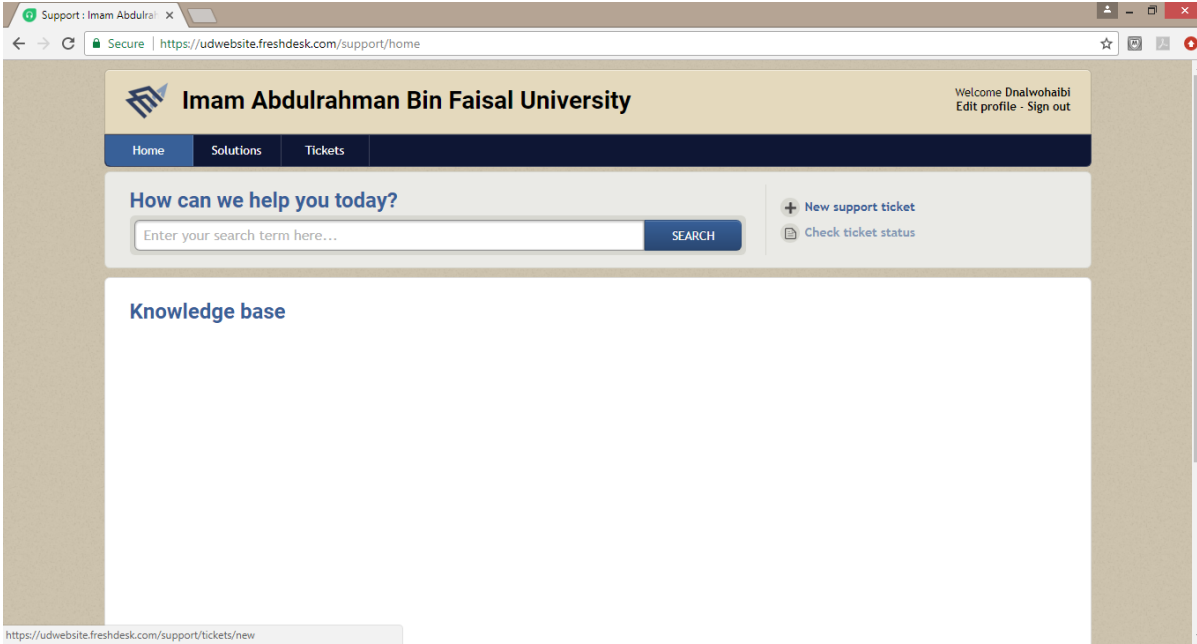 Support : Imam Abdulrah
Secure | https://udwebsite.freshdesk.com/support/home
Imam Abdulrahman Bin Faisal University
Welcome Dnalwohaibi
Edit profile - Sign out
Home Solutions Tickets
How can we help you today?
Enter your search term here...
SEARCH
New support ticket
Check ticket status
Knowledge base
https://udwebsite.freshdesk.com/support/tickets/new